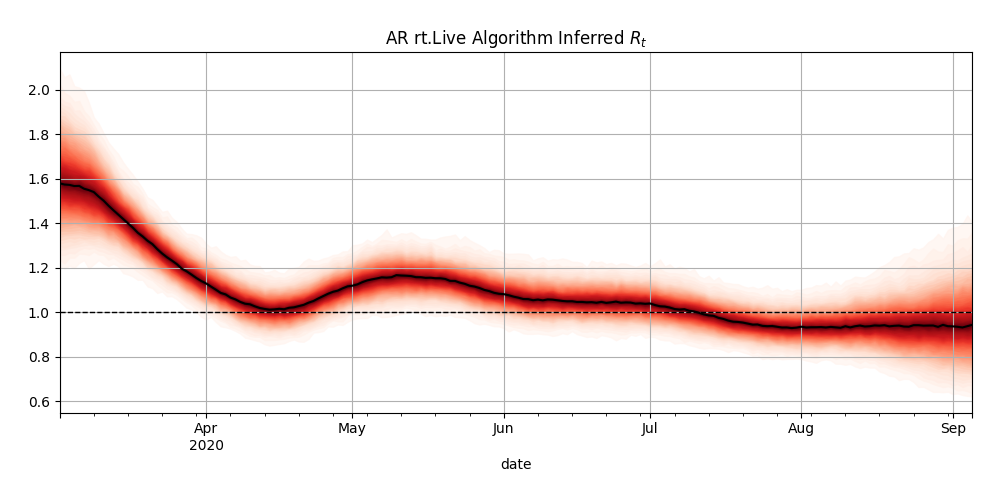 AR rt.Live Algorithm Inferred $R_t$
2.0
1.8
1.6
1.4
1.2
1.0
0.8
0.6
Apr
2020
May
Jun
Jul
Aug
Sep
date